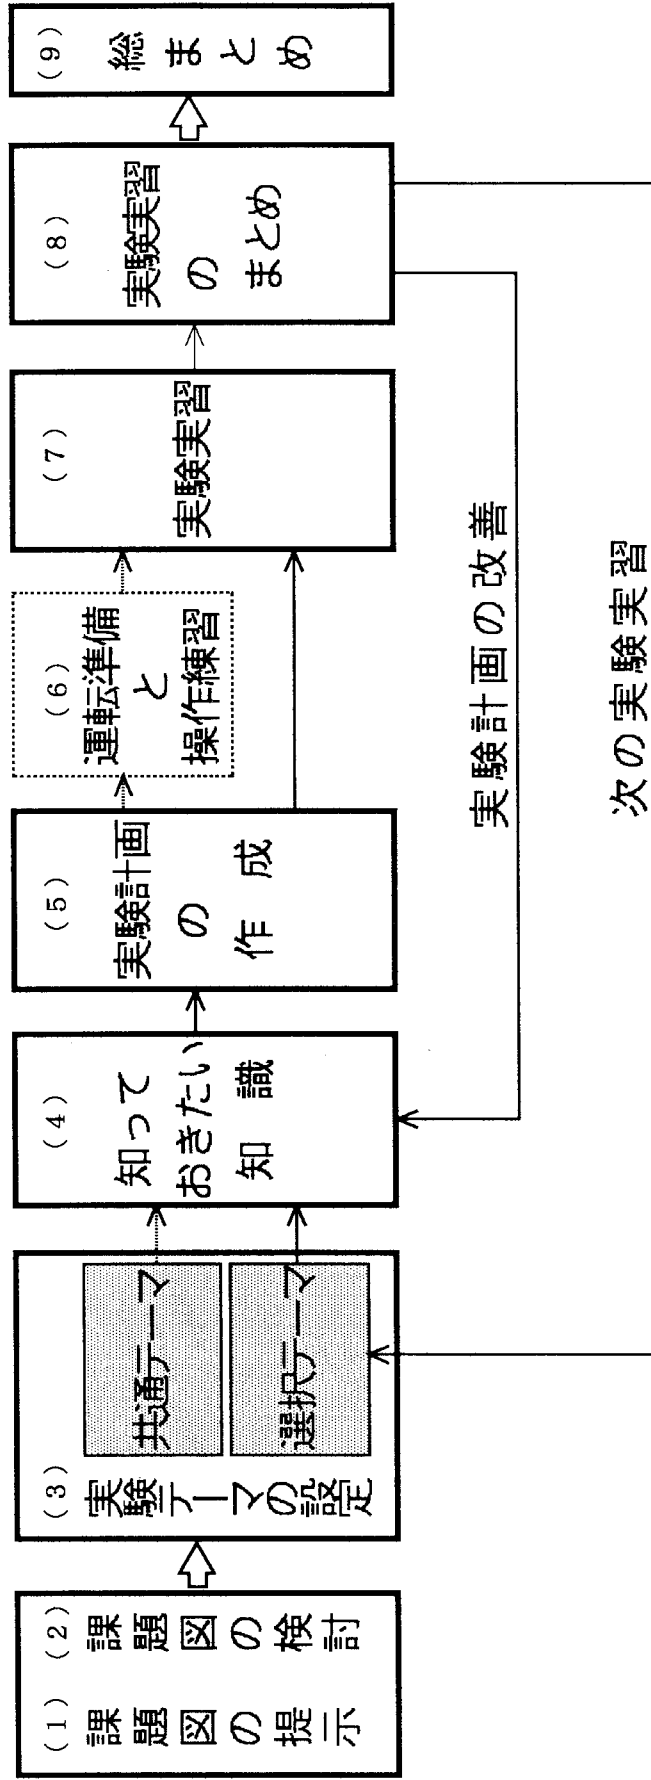 (1)
課題図の提示
(2)
課題図の検討
(3)
実験テーマの設定
共通テーマ
選択テーマ
(4)
知って
おきたい
知識
(5)
実験計画
の
作成
(6)
運転準備
と
操作練習
(7)
実験実習
(8)
実験実習
の
まとめ
(9)
総まとめ
実験計画の改善
次の実験実習